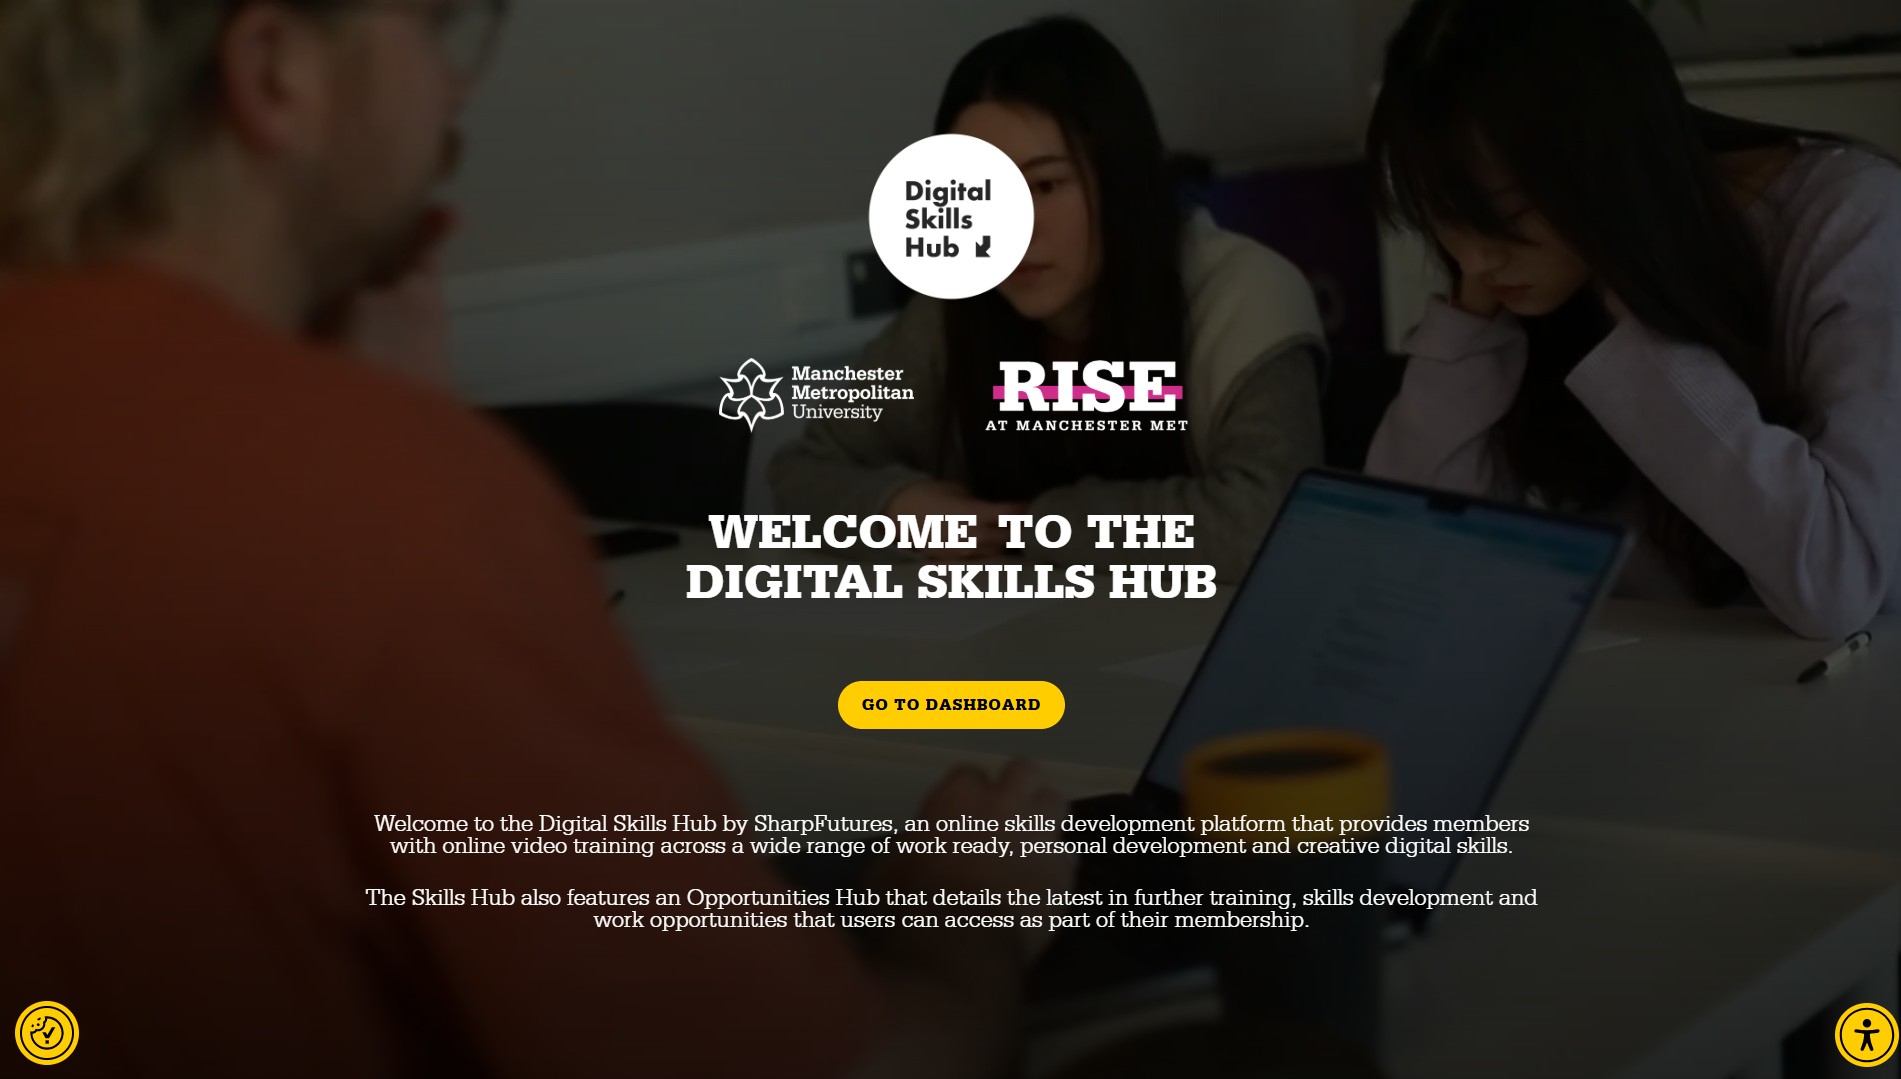 Digital
Skills
Hub
Manchester
Metropolitan
University
RISE
AT MANCHESTER MET
WELCOME TO THE
DIGITAL SKILLS HUB
GO TO DASHBOARD
Welcome to the Digital Skills Hub by SharpFutures, an online skills development platform that provides members
with online video training across a wide range of work ready, personal development and creative digital skills.
The Skills Hub also features an Opportunities Hub that details the latest in further training, skills development and
work opportunities that users can access as part of their membership.